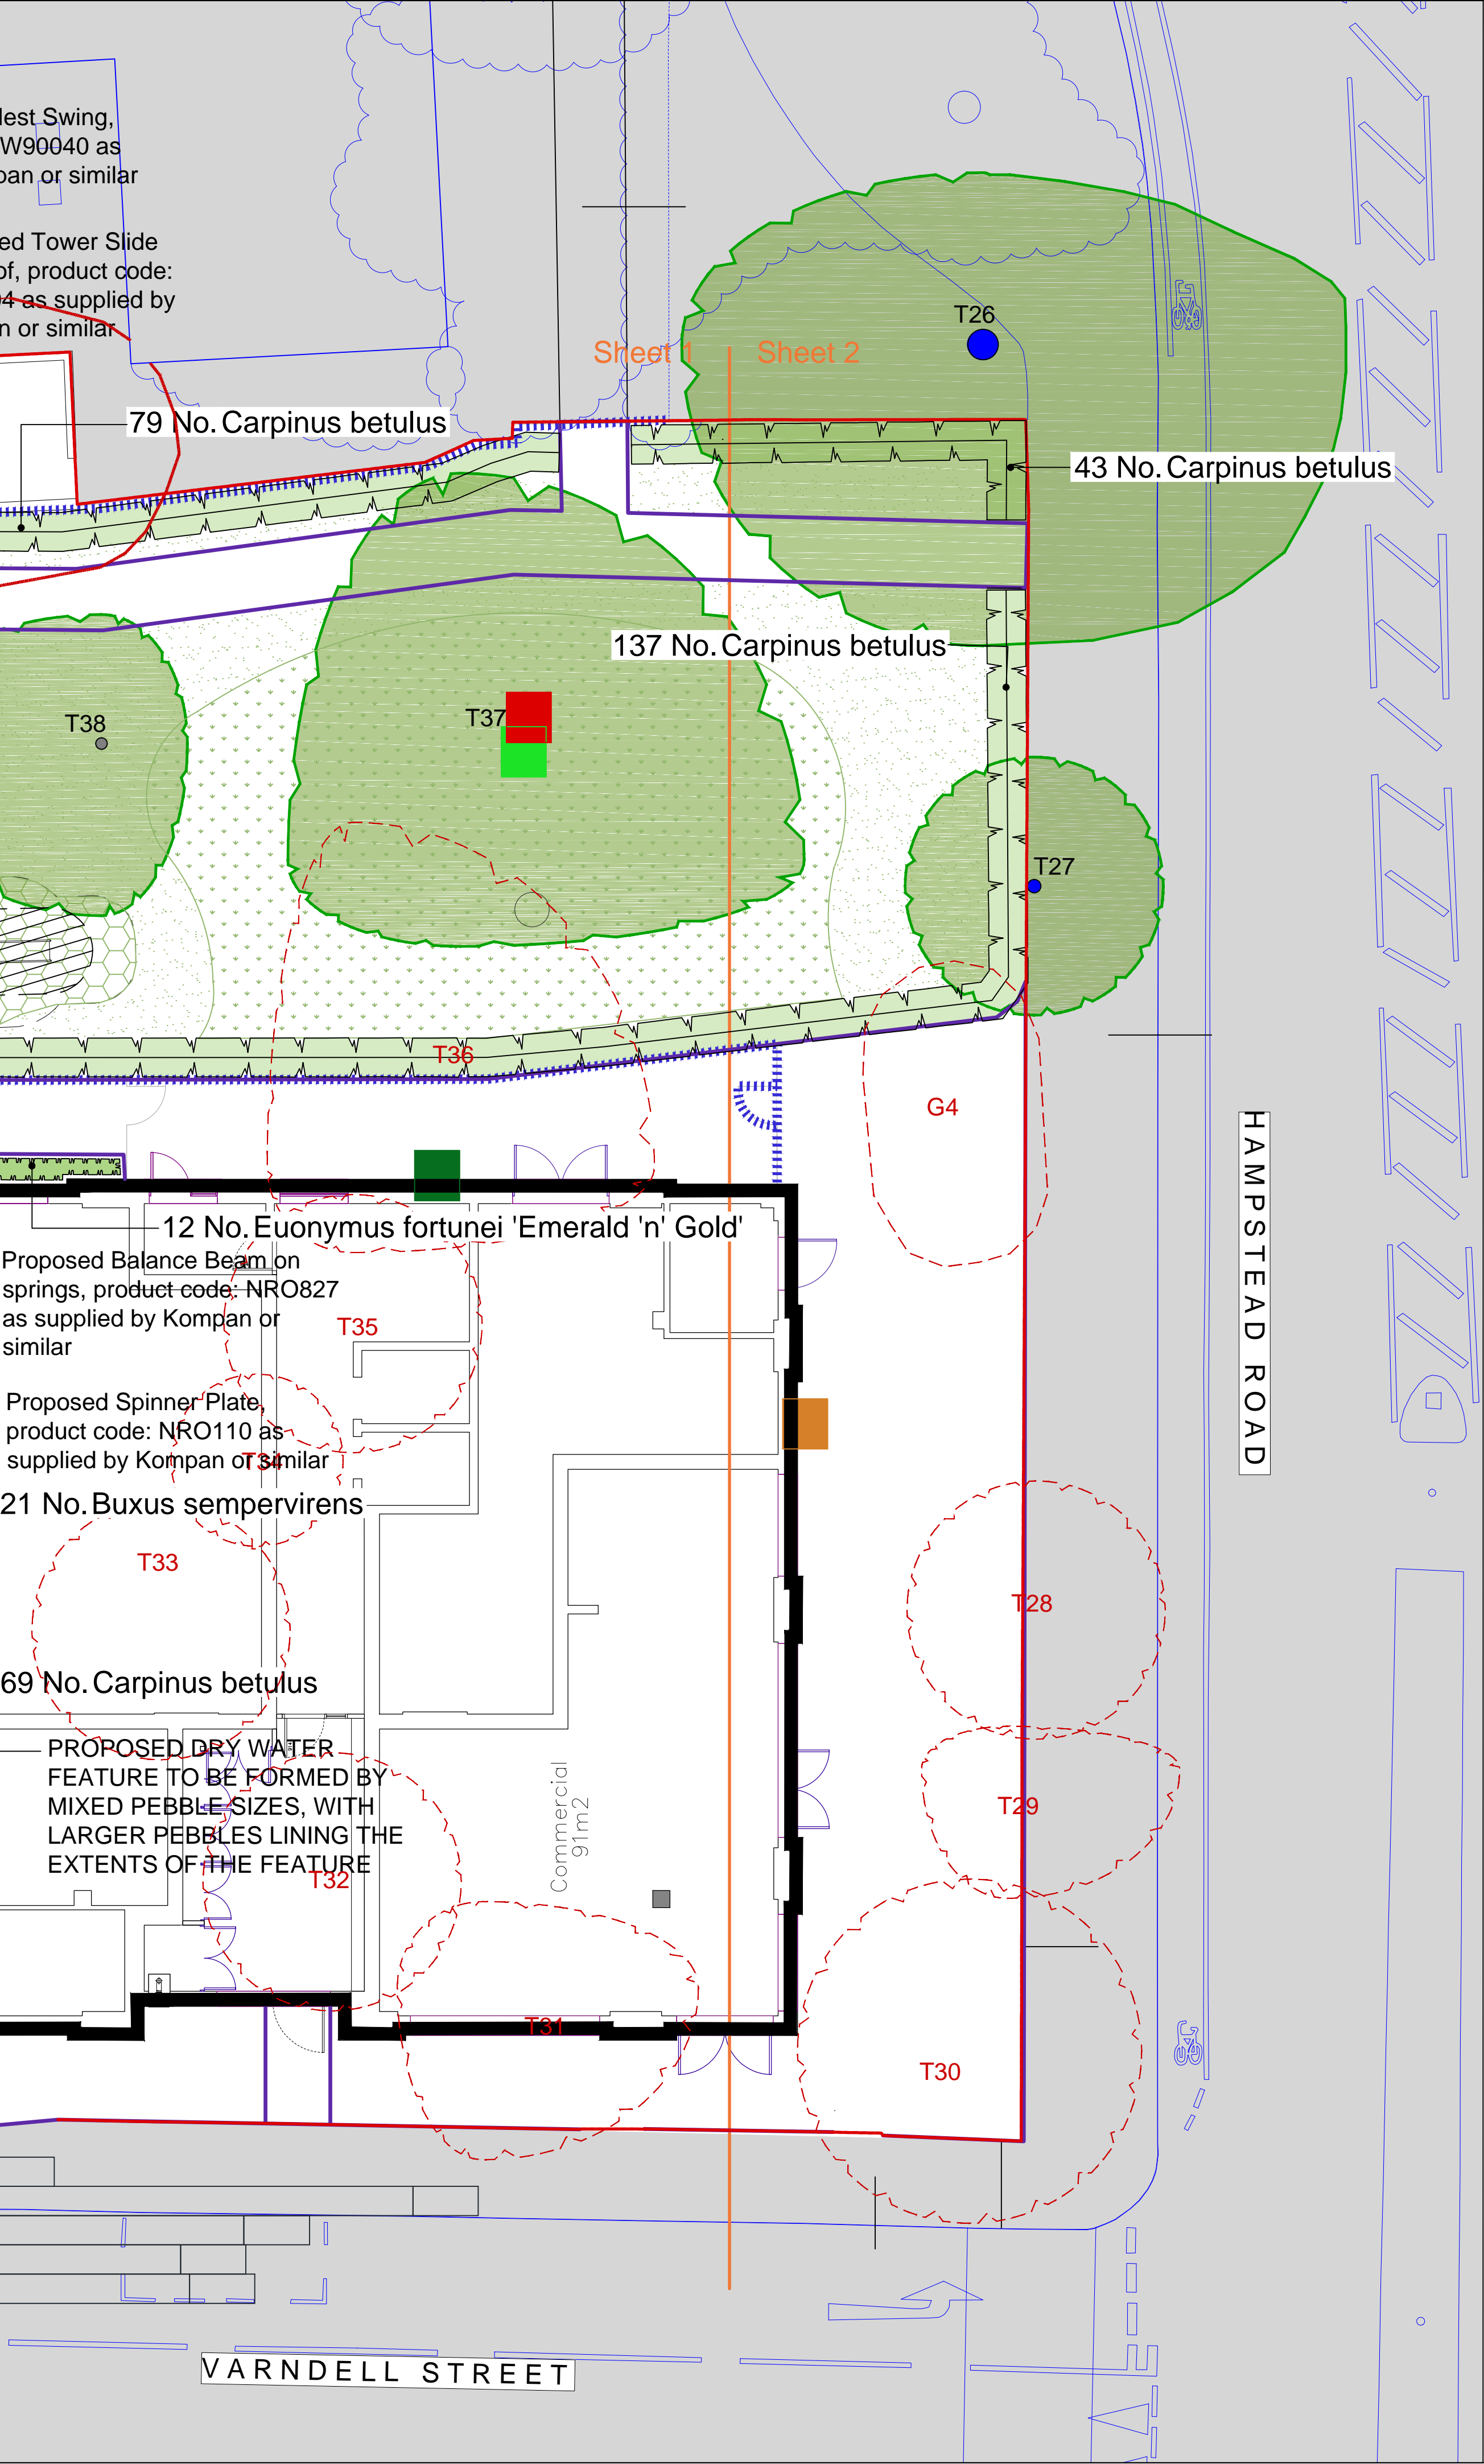 lest Swing,
W90040 as
oan or similar
ed Tower Slide
of, product code:
04 as supplied by
n or similar
T26
Sheet 1
Sheet 2
79 No. Carpinus betulus
43 No. Carpinus betulus
137 No. Carpinus betulus
T38
T37
T27
T36
G4
HAMPSTEAD ROAD
12 No. Euonymus fortunei 'Emerald 'n' Gold'
Proposed Balance Beam on
springs, product code: NRO827
as supplied by Kompan or
similar
T35
Proposed Spinner Plate,
product code: NRO110 as
supplied by Kompan or similar
T34
21 No. Buxus sempervirens
T33
T28
69 No. Carpinus betulus
PROPOSED DRY WATER
FEATURE TO BE FORMED BY
MIXED PEBBLE SIZES, WITH
LARGER PEBBLES LINING THE
EXTENTS OF THE FEATURE
T29
Commercial
91m2
T32
T31
T30
VARNDELL STREET